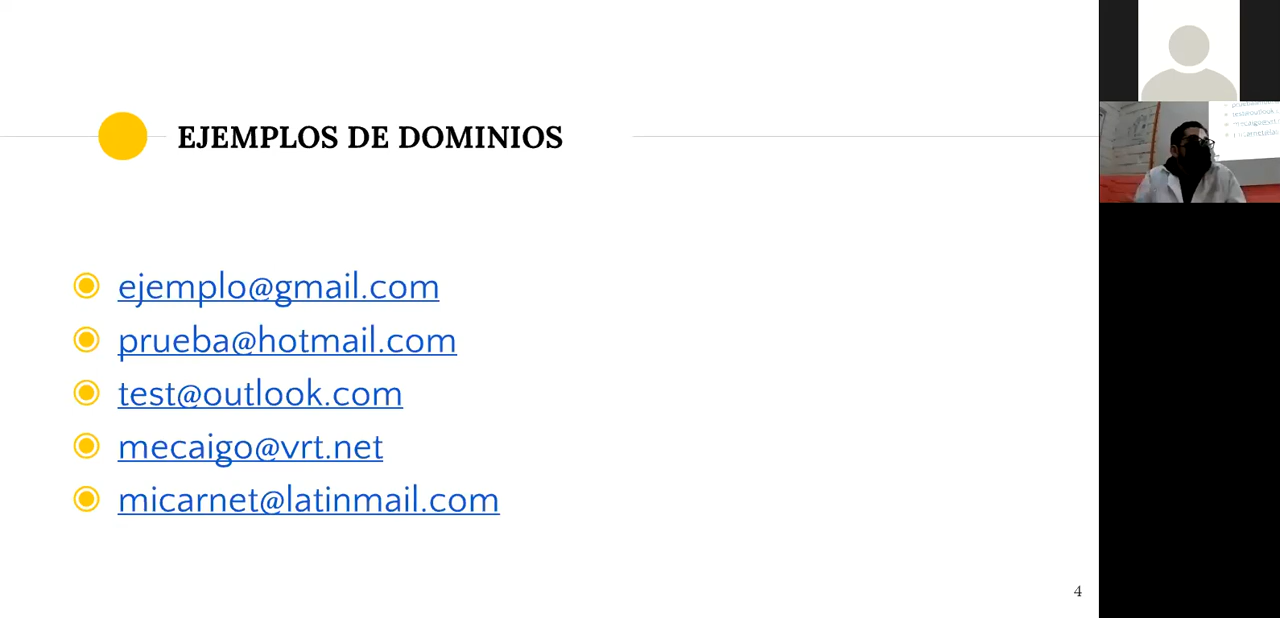 EJEMPLOS DE DOMINIOS
ejemplo@gmail.com
prueba@hotmail.com
test@outlook.com
mecaigo@vrt.net
micarnet@latinmail.com
4